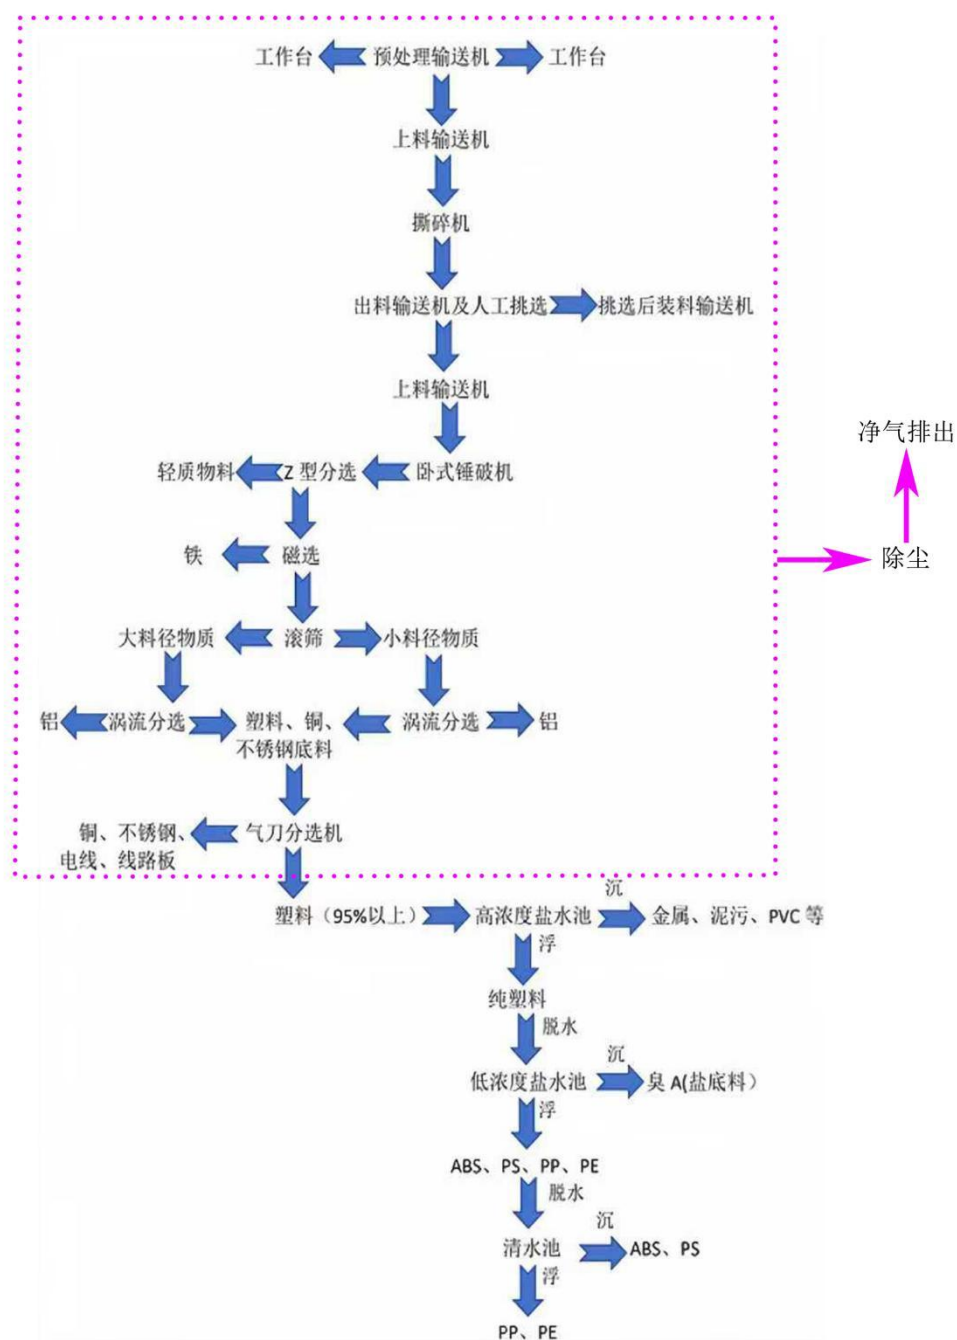 工作台 预处理输送机 工作台
上料输送机
撕碎机
出料输送机及人工挑选 挑选后装料输送机
上料输送机
净气排出
轻质物料 Z 型分选 卧式锤破机
铁 磁选
除尘
大料径物质 滚筛 小料径物质
铝 涡流分选 塑料、铜、 涡流分选 铝
不锈钢底料
铜、不锈钢、 气刀分选机
电线、线路板
沉
塑料（95%以上） 高浓度盐水池 金属、泥污、PVC 等
浮
纯塑料
脱水
沉
低浓度盐水池 臭 A(盐底料）
浮
ABS、PS、PP、PE
脱水
沉
清水池 ABS、PS
浮
PP、PE